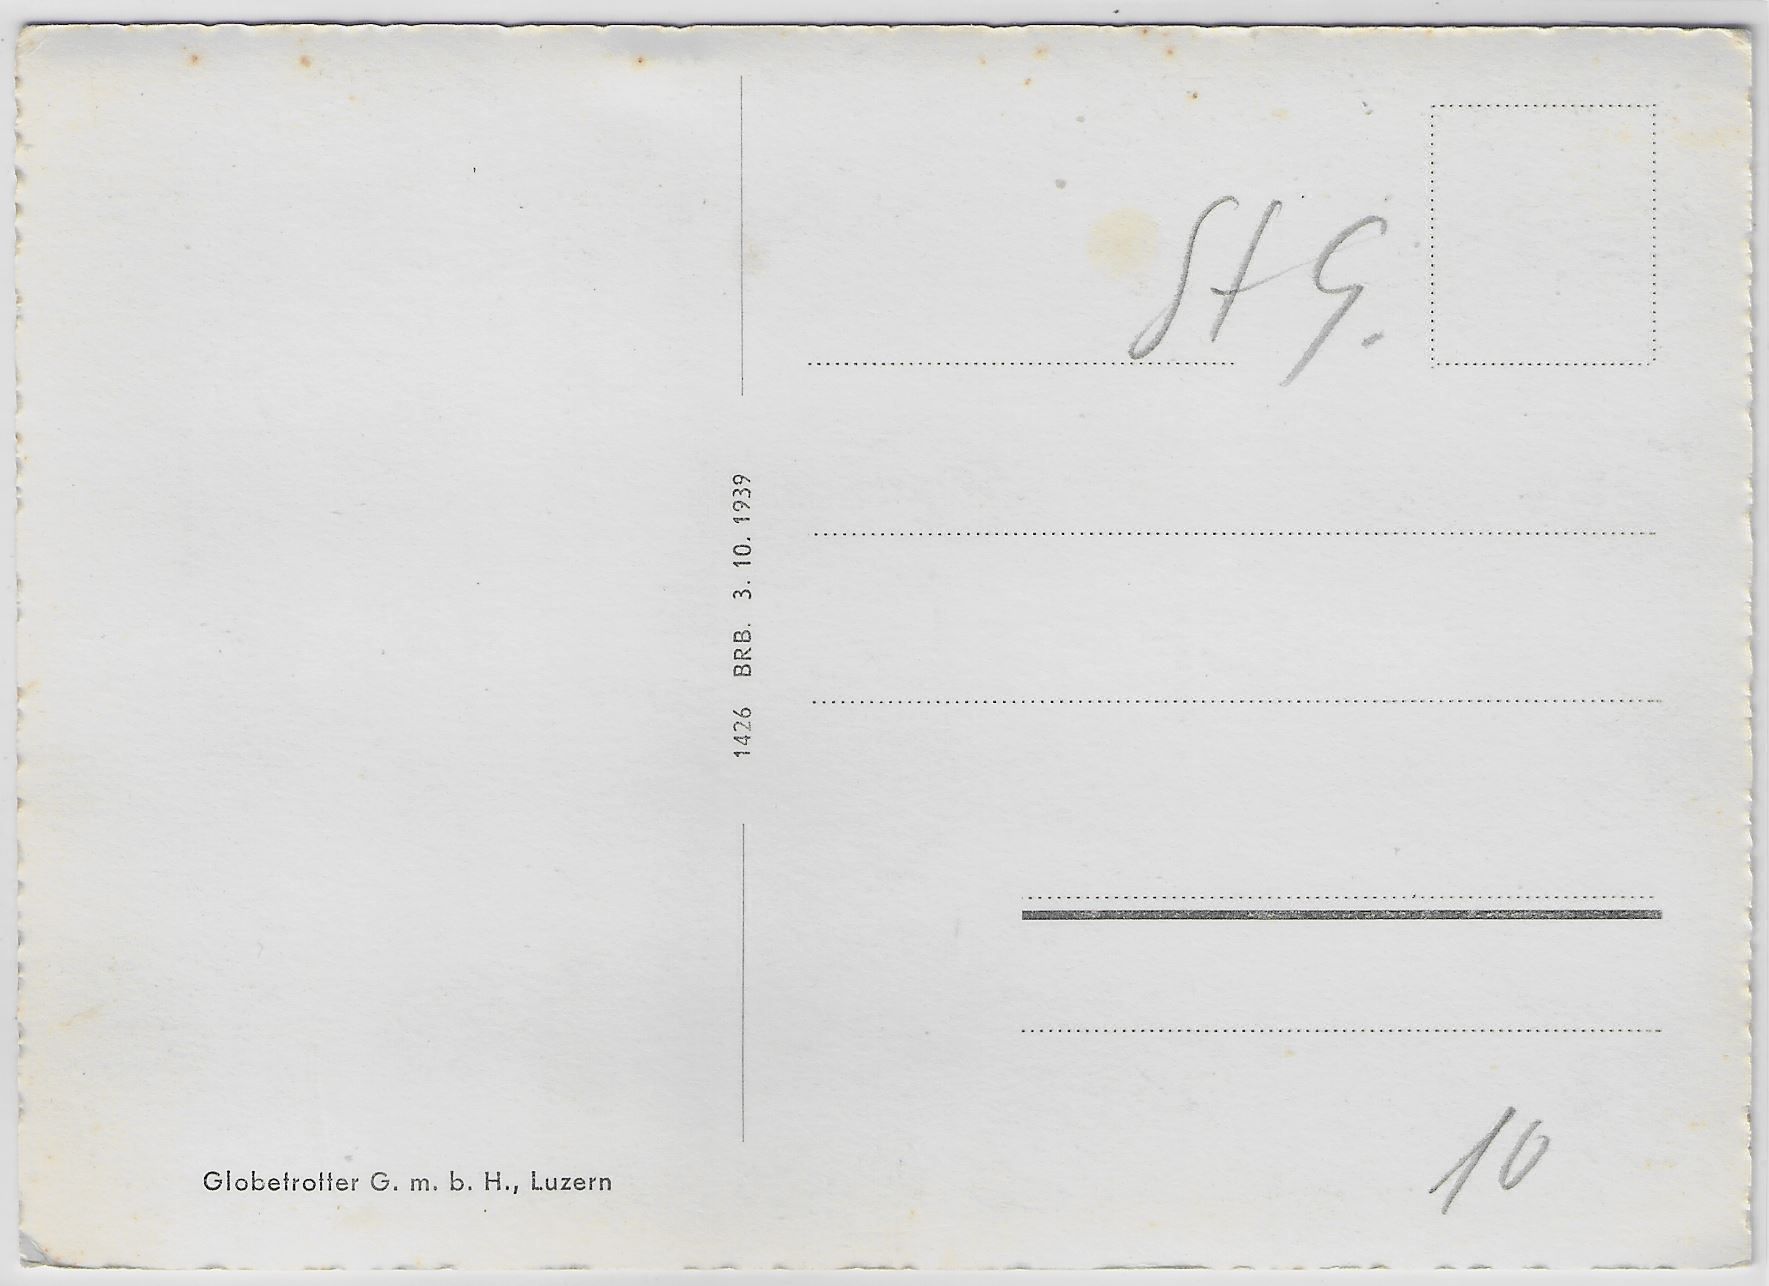 St G.
1426 BRB. 3. 10. 1939
Globetrotter G. m. b. H., Luzern
10